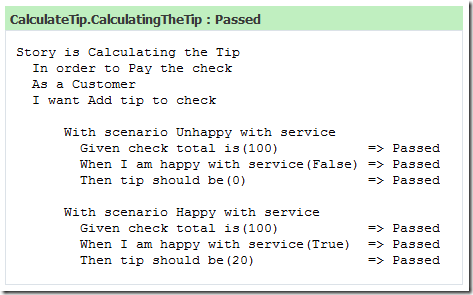 CalculateTip.CalculatingTheTip : Passed
Story is Calculating the Tip
In order to Pay the check
As a Customer
I want Add tip to check
With scenario Unhappy with service
Given check total is(100) => Passed
When I am happy with service(False) => Passed
Then tip should be(0) => Passed
With scenario Happy with service
Given check total is(100) => Passed
When I am happy with service(True) => Passed
Then tip should be(20) => Passed